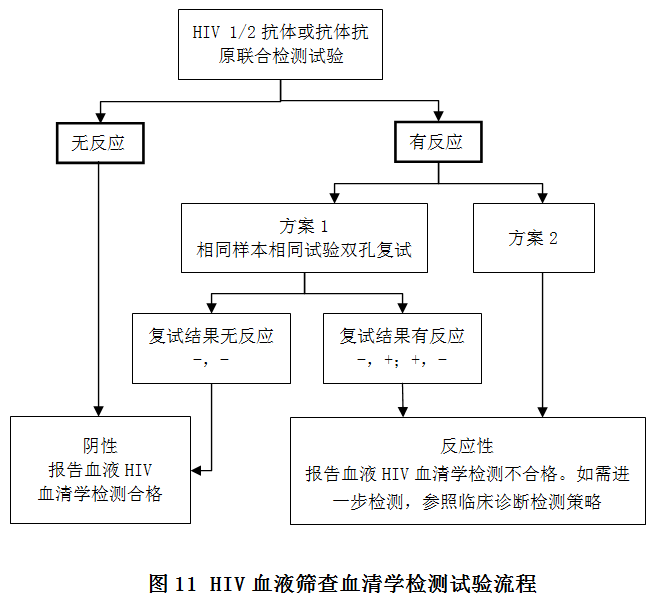 HIV 1/2 抗体或抗体抗
原联合检测试验
无反应
有反应
方案 1
相同样本相同试验双孔复试
方案 2
复试结果无反应
-，-
复试结果有反应
-，+；+，-
阴性
报告血液 HIV
血清学检测合格
反应性
报告血液 HIV 血清学检测不合格。如需进
一步检测，参照临床诊断检测策略
图 11 HIV 血液筛查血清学检测试验流程